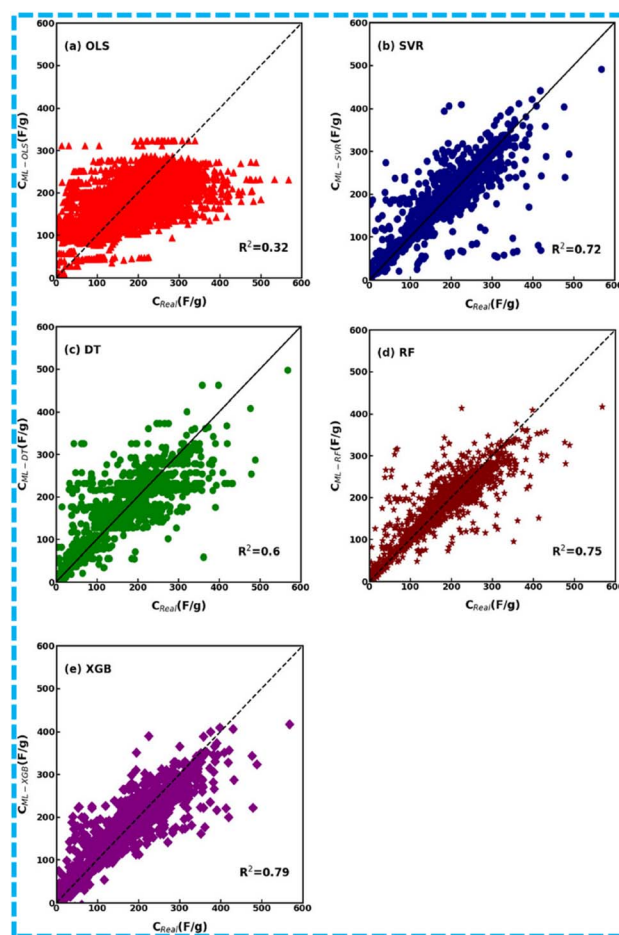 (a) OLS
C_ML-OLS(F/g)
600
500
400
300
200
100
0
0 100 200 300 400 500 600
R²=0.32
C_Real(F/g)
(b) SVR
C_ML-SVR(F/g)
600
500
400
300
200
100
0
0 100 200 300 400 500 600
R²=0.72
C_Real(F/g)
(c) DT
C_ML-DT(F/g)
600
500
400
300
200
100
0
0 100 200 300 400 500 600
R²=0.6
C_Real(F/g)
(d) RF
C_ML-RF(F/g)
600
500
400
300
200
100
0
0 100 200 300 400 500 600
R²=0.75
C_Real(F/g)
(e) XGB
C_ML-XGB(F/g)
600
500
400
300
200
100
0
0 100 200 300 400 500 600
R²=0.79
C_Real(F/g)